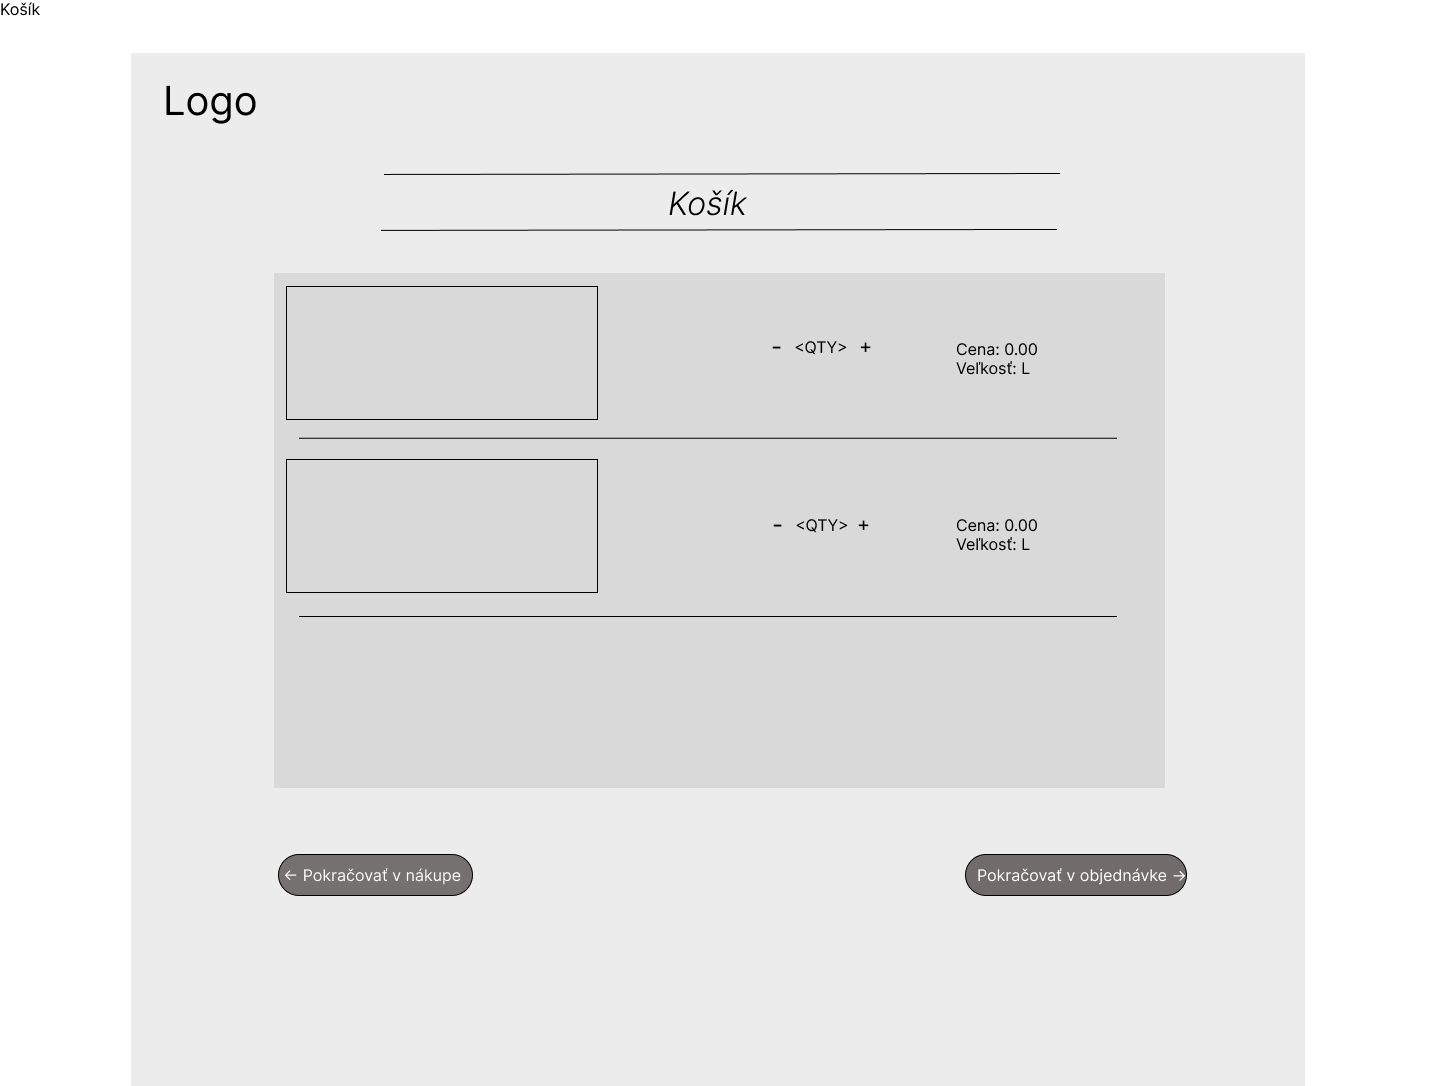 Košík
Logo
Košík
- <QTY> +
Cena: 0.00
Veľkosť: L
- <QTY> +
Cena: 0.00
Veľkosť: L
← Pokračovať v nákupe
Pokračovať v objednávke →